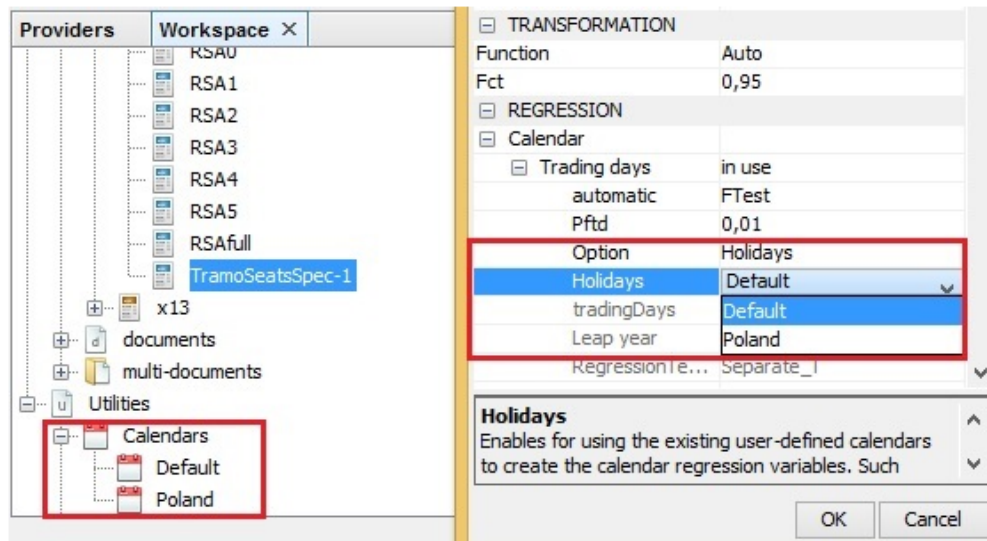 Providers
Workspace ×
RSA0
RSA1
RSA2
RSA3
RSA4
RSA5
RSAfull
TramoSeatsSpec-1
x13
documents
multi-documents
Utilities
Calendars
Default
Poland
TRANSFORMATION
Function Auto
Fct 0,95
REGRESSION
Calendar
Trading days in use
automatic FTest
Pftd 0,01
Option Holidays
Holidays Default
tradingDays Default
Leap year Poland
RegressionTe... Separate_T
Holidays
Enables for using the existing user-defined calendars
to create the calendar regression variables. Such
OK Cancel